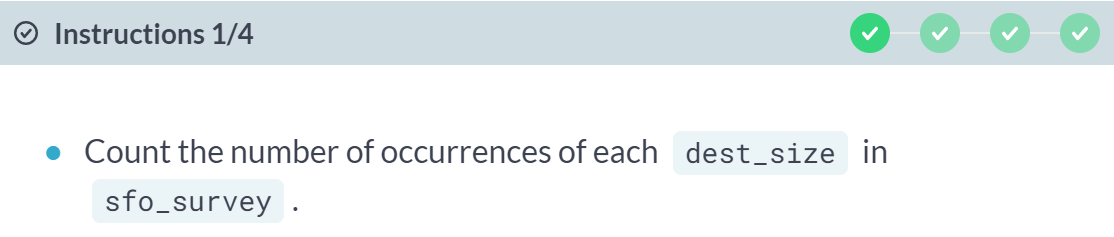 Instructions 1/4
Count the number of occurrences of each dest_size in
sfo_survey .